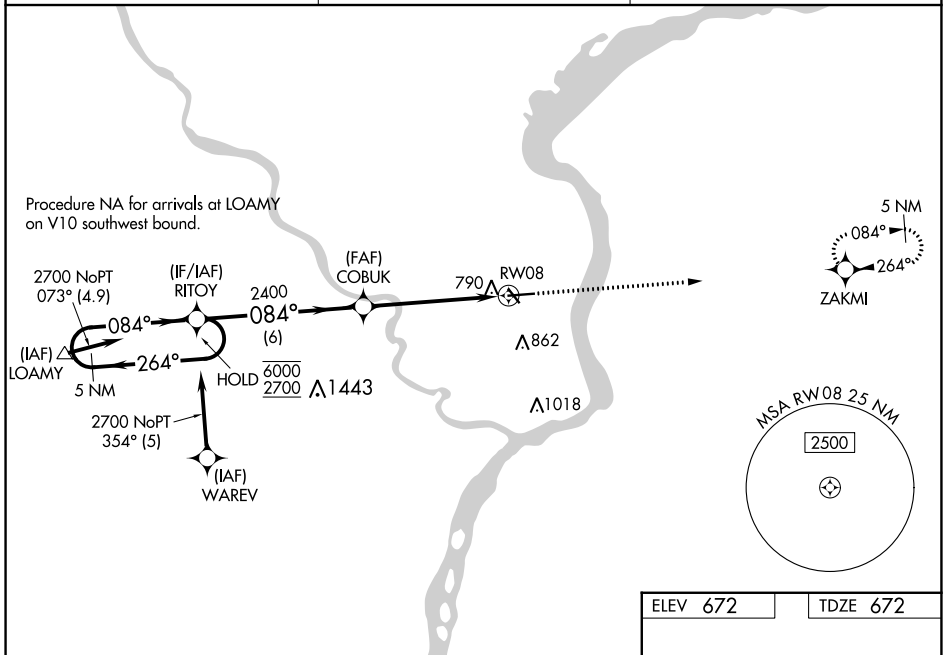 Procedure NA for arrivals at LOAMY
on V10 southwest bound.
5 NM
084°
264°
ZAKMI
(FAF)
COBUK
790 RW08
(IF/IAF)
RITOY
2700 NoPT
073° (4.9)
2400
084°
(6)
084°
(IAF)
LOAMY
264°
5 NM
HOLD 6000
2700
1443
862
1018
2700 NoPT
354° (5)
(IAF)
WAREV
MSA RW08 25 NM
2500
ELEV 672
TDZE 672